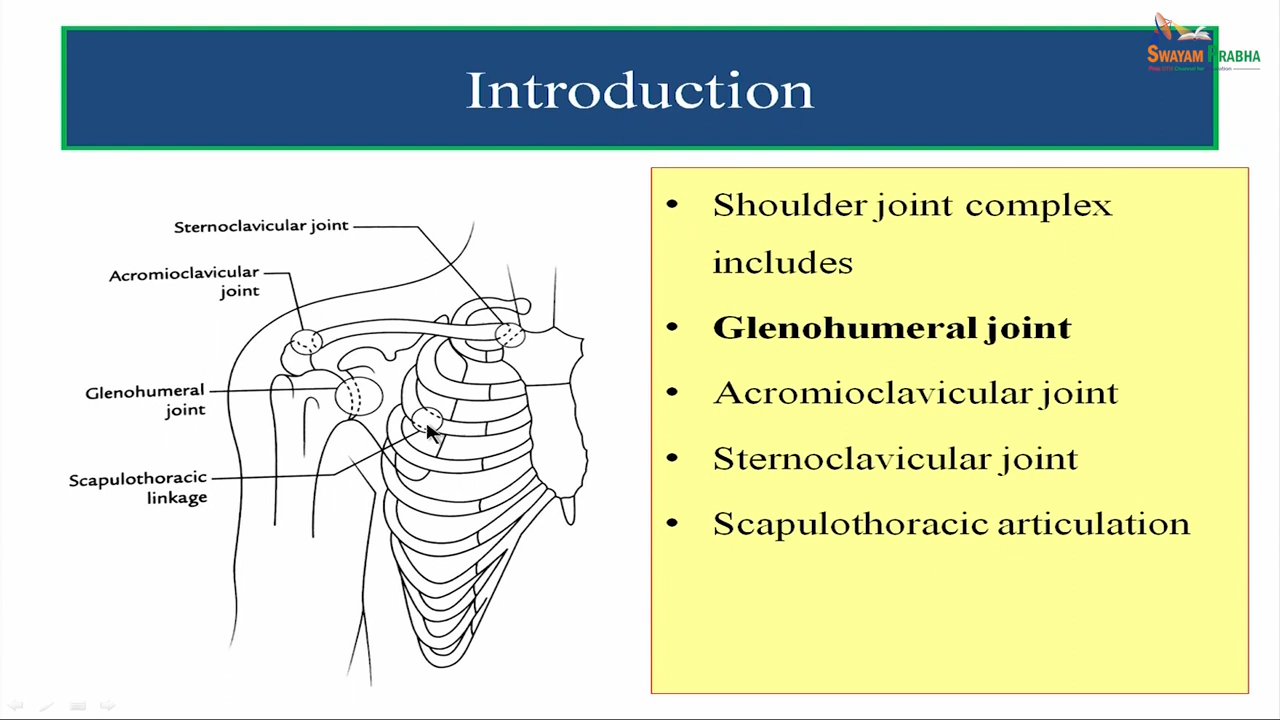 SWAYAM PRABHA
Introduction
Sternoclavicular joint
Acromioclavicular
joint
Glenohumeral
joint
Scapulothoracic
linkage
• Shoulder joint complex
includes
• Glenohumeral joint
• Acromioclavicular joint
• Sternoclavicular joint
• Scapulothoracic articulation